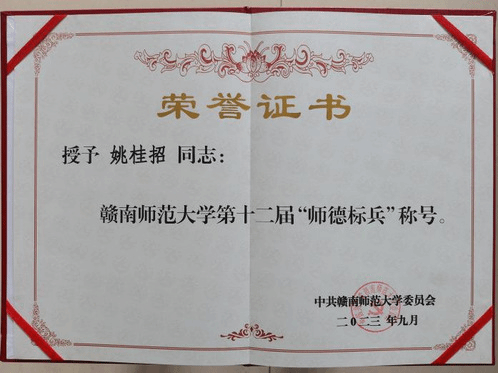 荣誉证书
授予 姚桂招 同志：
赣南师范大学第十二届“师德标兵”称号。
中共赣南师范大学委员会
二〇二三年九月